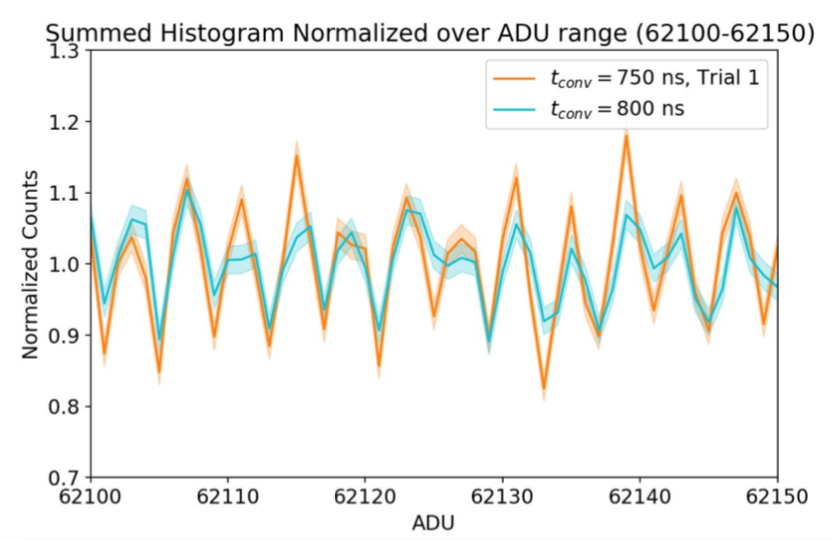 Summed Histogram Normalized over ADU range (62100-62150)
1.3
t_conv = 750 ns, Trial 1
t_conv = 800 ns
1.2
1.1
1.0
0.9
0.8
0.7
Normalized Counts
62100 62110 62120 62130 62140 62150
ADU